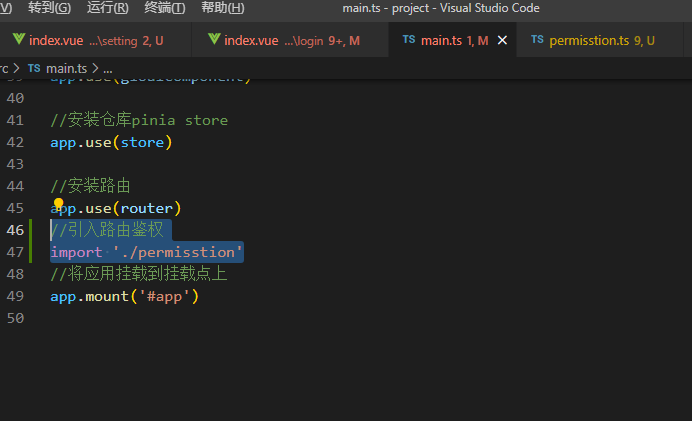 V) 转到(G) 运行(R) 终端(T) 帮助(H) main.ts - project - Visual Studio Code
index.vue ...\setting 2, U index.vue ...\login 9+, M TS main.ts 1, M TS permisstion.ts 9, U
rc > TS main.ts > ...
40
41 //安装仓库pinia store
42 app.use(store)
43
44 //安装路由
45 app.use(router)
46 //引入路由鉴权
47 import './permisstion'
48 //将应用挂载到挂载点上
49 app.mount('#app')
50